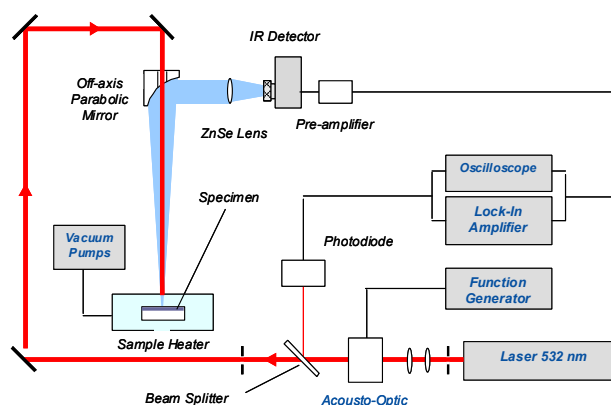 IR Detector
Off-axis
Parabolic
Mirror
ZnSe Lens
Pre-amplifier
Oscilloscope
Specimen
Lock-In
Amplifier
Vacuum
Pumps
Photodiode
Function
Generator
Sample Heater
Laser 532 nm
Beam Splitter
Acousto-Optic